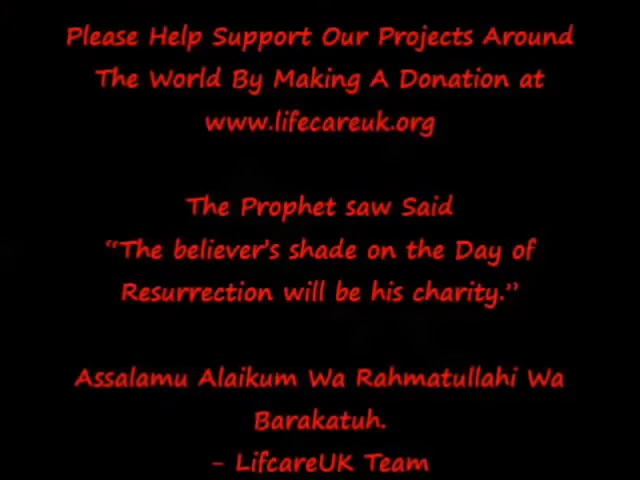 Please Help Support Our Projects Around
The World By Making A Donation at
www.lifecareuk.org
The Prophet saw Said
“The believer's shade on the Day of
Resurrection will be his charity.”
Assalamu Alaikum Wa Rahmatullahi Wa
Barakatuh.
- LifcareUK Team